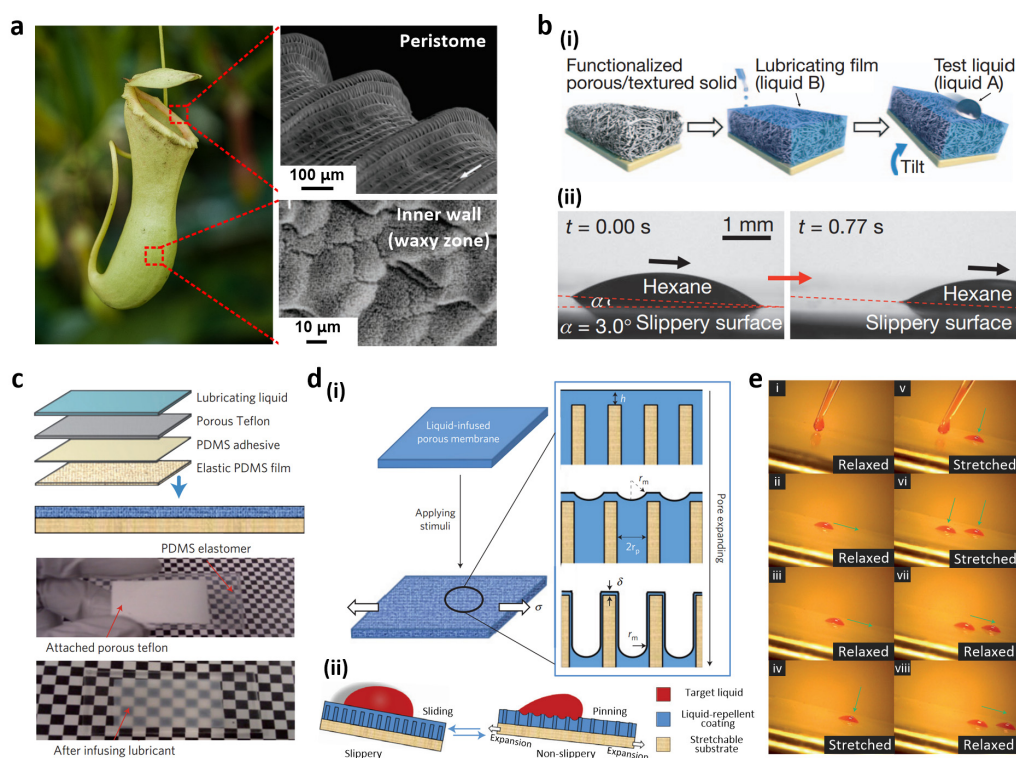 a
Peristome
100 μm
Inner wall
(waxy zone)
10 μm
b
(i)
Functionalized
porous/textured solid
Lubricating film
(liquid B)
Test liquid
(liquid A)
Tilt
(ii)
t = 0.00 s
1 mm
Hexane
α
α = 3.0°
Slippery surface
t = 0.77 s
Hexane
Slippery surface
c
Lubricating liquid
Porous Teflon
PDMS adhesive
Elastic PDMS film
PDMS elastomer
Attached porous teflon
After infusing lubricant
d
(i)
Liquid-infused
porous membrane
Applying
stimuli
σ
h
rm
2rp
δ
rm
Pore expanding
(ii)
Sliding
Slippery
Pinning
Expansion
Expansion
Non-slippery
Target liquid
Liquid-repellent
coating
Stretchable
substrate
e
i
Relaxed
ii
Relaxed
iii
Relaxed
iv
Stretched
v
Stretched
vi
Stretched
vii
Relaxed
viii
Relaxed